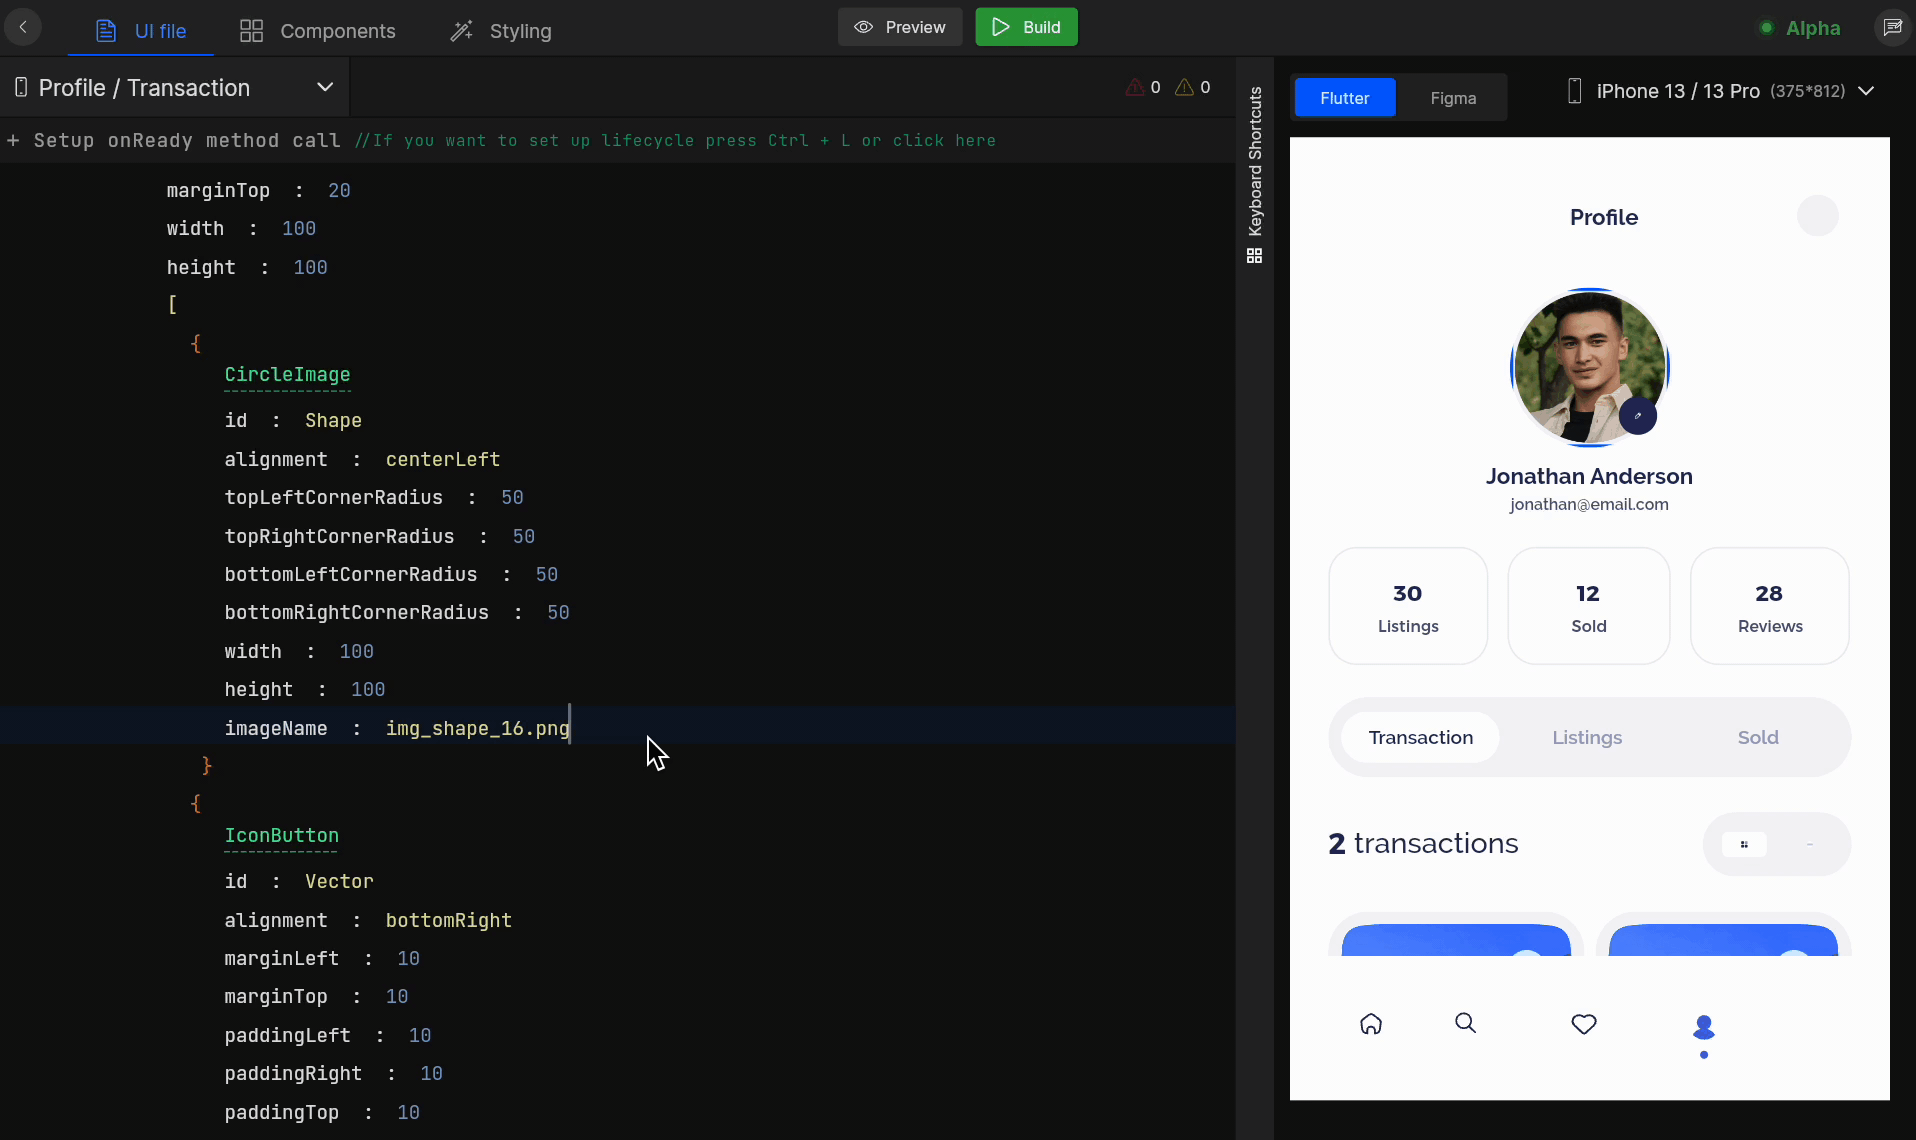 UI file
Components
Styling
Preview
Build
Alpha
Profile / Transaction
0
0
+ Setup onReady method call //If you want to set up lifecycle press Ctrl + L or click here
marginTop : 20
width : 100
height : 100
[
{
CircleImage
id : Shape
alignment : centerLeft
topLeftCornerRadius : 50
topRightCornerRadius : 50
bottomLeftCornerRadius : 50
bottomRightCornerRadius : 50
width : 100
height : 100
imageName : img_shape_16.png
}
{
IconButton
id : Vector
alignment : bottomRight
marginLeft : 10
marginTop : 10
paddingLeft : 10
paddingRight : 10
paddingTop : 10
Keyboard Shortcuts
Flutter
Figma
iPhone 13 / 13 Pro (375*812)
Profile
Jonathan Anderson
jonathan@email.com
30
Listings
12
Sold
28
Reviews
Transaction
Listings
Sold
2 transactions